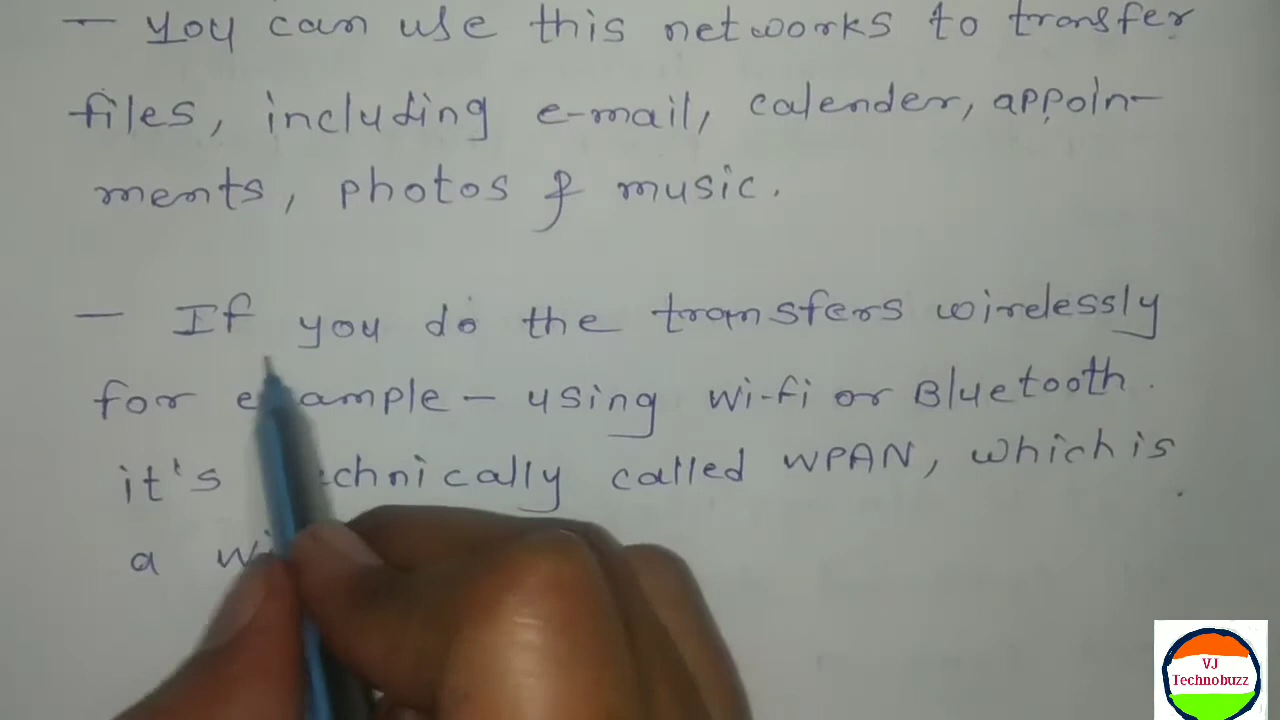 — You can use this networks to transfer
files, including e-mail, calender, appoin-
ments, photos & music.
— If you do the transfers wirelessly
for example – using Wi-fi or Bluetooth.
it's technically called WPAN, which is
a
VJ
Technobuzz